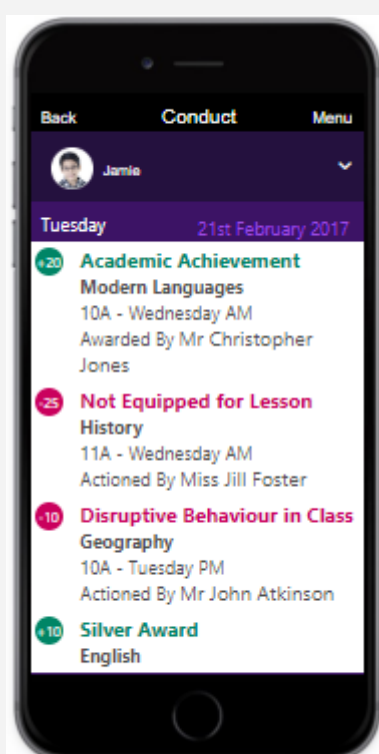 Back Conduct Menu
Jamie
Tuesday 21st February 2017
+20 Academic Achievement
Modern Languages
10A - Wednesday AM
Awarded By Mr Christopher
Jones
-25 Not Equipped for Lesson
History
11A - Wednesday AM
Actioned By Miss Jill Foster
-10 Disruptive Behaviour in Class
Geography
10A - Tuesday PM
Actioned By Mr John Atkinson
+10 Silver Award
English